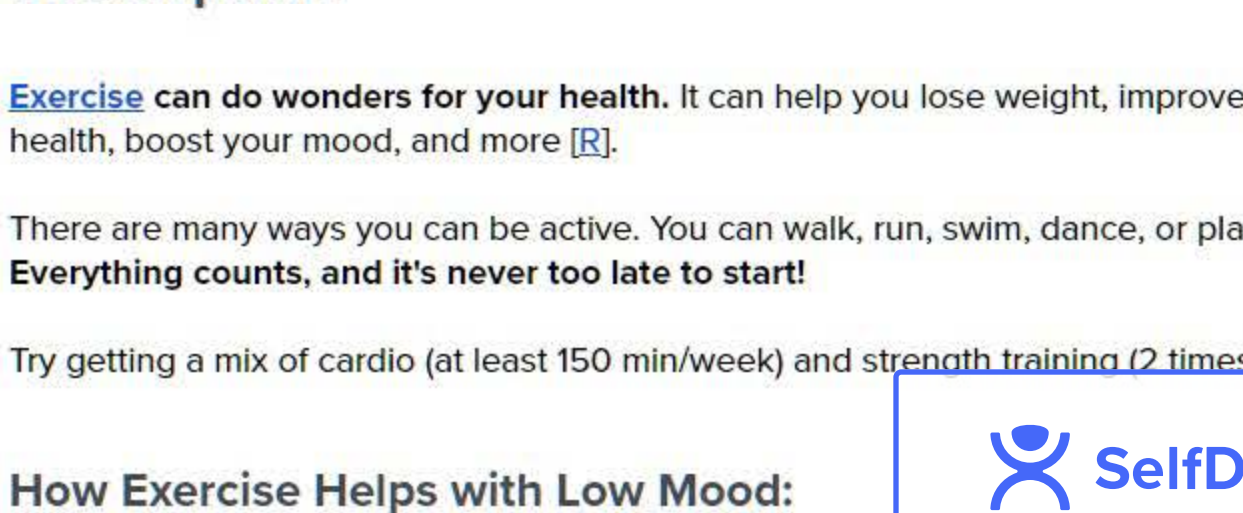 Exercise can do wonders for your health. It can help you lose weight, improve
health, boost your mood, and more [R].
There are many ways you can be active. You can walk, run, swim, dance, or pla
Everything counts, and it's never too late to start!
Try getting a mix of cardio (at least 150 min/week) and strength training (2 times
How Exercise Helps with Low Mood:
SelfD